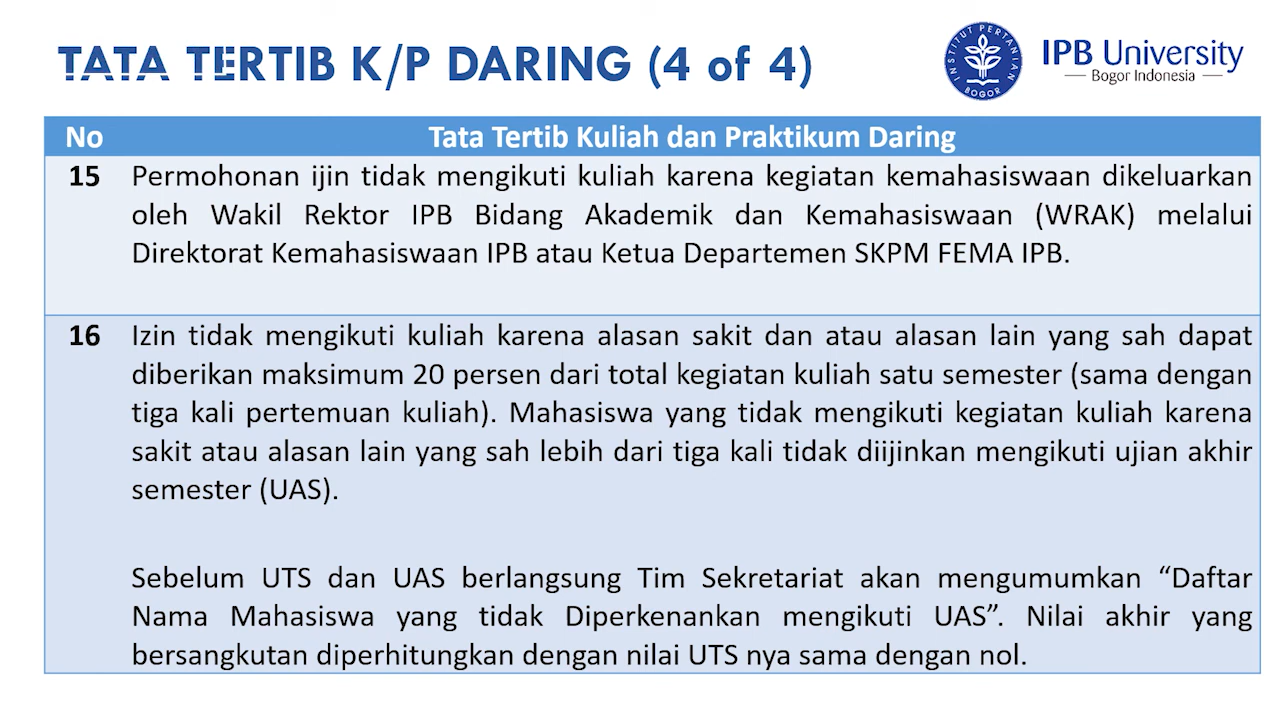 TATA TERTIB K/P DARING (4 of 4)
INSTITUT PERTANIAN
BOGOR
IPB University
Bogor Indonesia
No Tata Tertib Kuliah dan Praktikum Daring
15 Permohonan ijin tidak mengikuti kuliah karena kegiatan kemahasiswaan dikeluarkan
oleh Wakil Rektor IPB Bidang Akademik dan Kemahasiswaan (WRAK) melalui
Direktorat Kemahasiswaan IPB atau Ketua Departemen SKPM FEMA IPB.
16 Izin tidak mengikuti kuliah karena alasan sakit dan atau alasan lain yang sah dapat
diberikan maksimum 20 persen dari total kegiatan kuliah satu semester (sama dengan
tiga kali pertemuan kuliah). Mahasiswa yang tidak mengikuti kegiatan kuliah karena
sakit atau alasan lain yang sah lebih dari tiga kali tidak diijinkan mengikuti ujian akhir
semester (UAS).
Sebelum UTS dan UAS berlangsung Tim Sekretariat akan mengumumkan “Daftar
Nama Mahasiswa yang tidak Diperkenankan mengikuti UAS”. Nilai akhir yang
bersangkutan diperhitungkan dengan nilai UTS nya sama dengan nol.